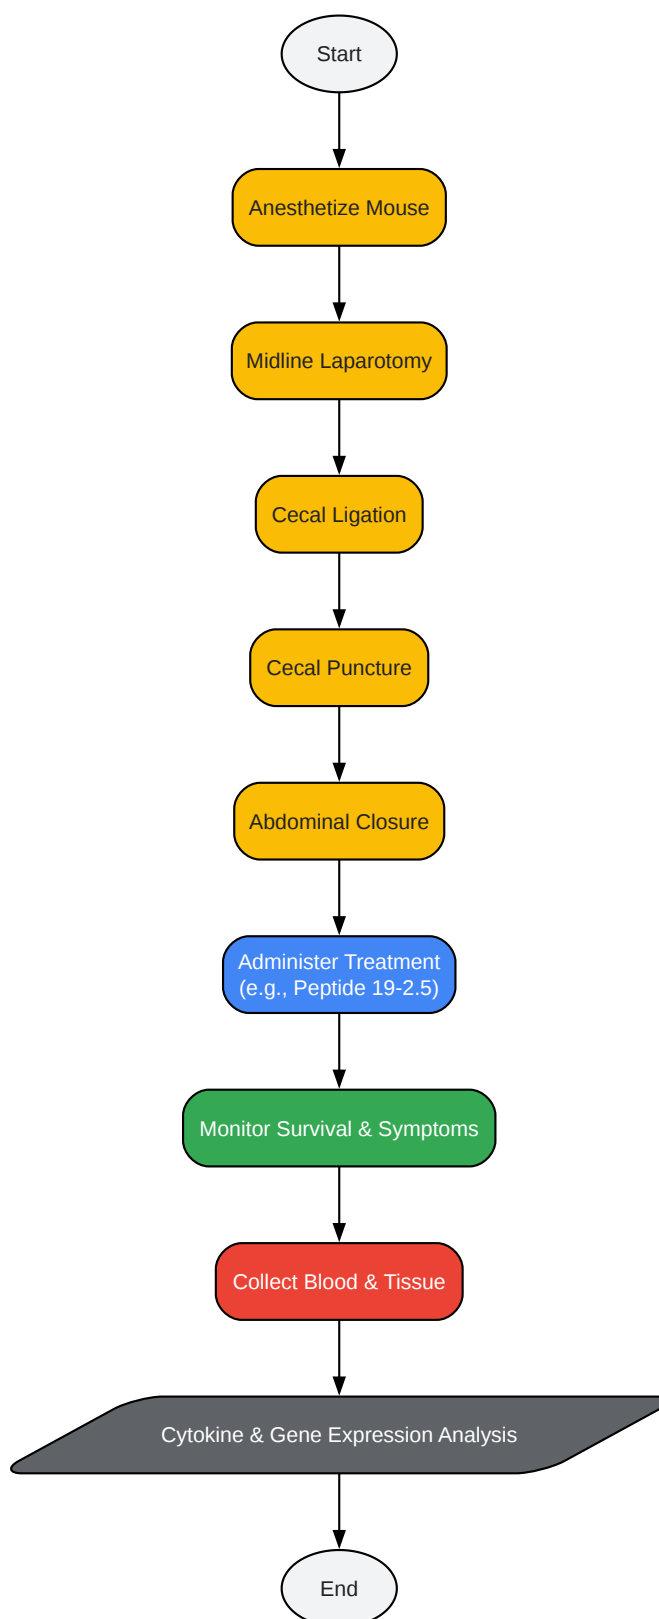 Start
Anesthetize Mouse
Midline Laparotomy
Cecal Ligation
Cecal Puncture
Abdominal Closure
Administer Treatment
(e.g., Peptide 19-2.5)
Monitor Survival & Symptoms
Collect Blood & Tissue
Cytokine & Gene Expression Analysis
End